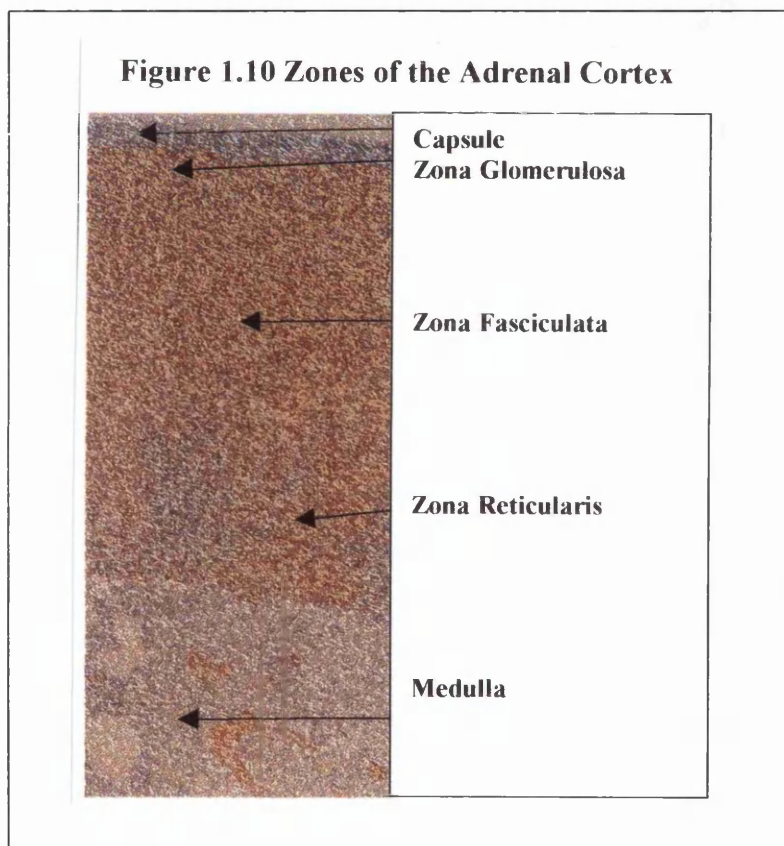 Figure 1.10 Zones of the Adrenal Cortex
Capsule
Zona Glomerulosa
Zona Fasciculata
Zona Reticularis
Medulla